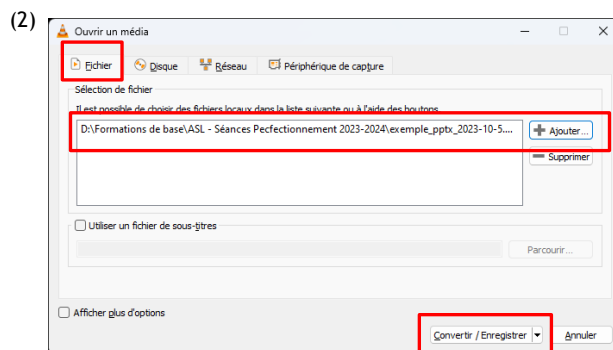 (2)
Ouvrir un média
Fichier Disque Réseau Périphérique de capture
Sélection de fichier
Il est possible de choisir des fichiers locaux dans la liste suivante ou à l'aide des boutons.
D:\Formations de base\ASL - Séances Pecfectionnement 2023-2024\exemple_pptx_2023-10-5.... Ajouter...
Supprimer
Utiliser un fichier de sous-titres
Parcourir...
Afficher plus d'options
Convertir / Enregistrer Annuler